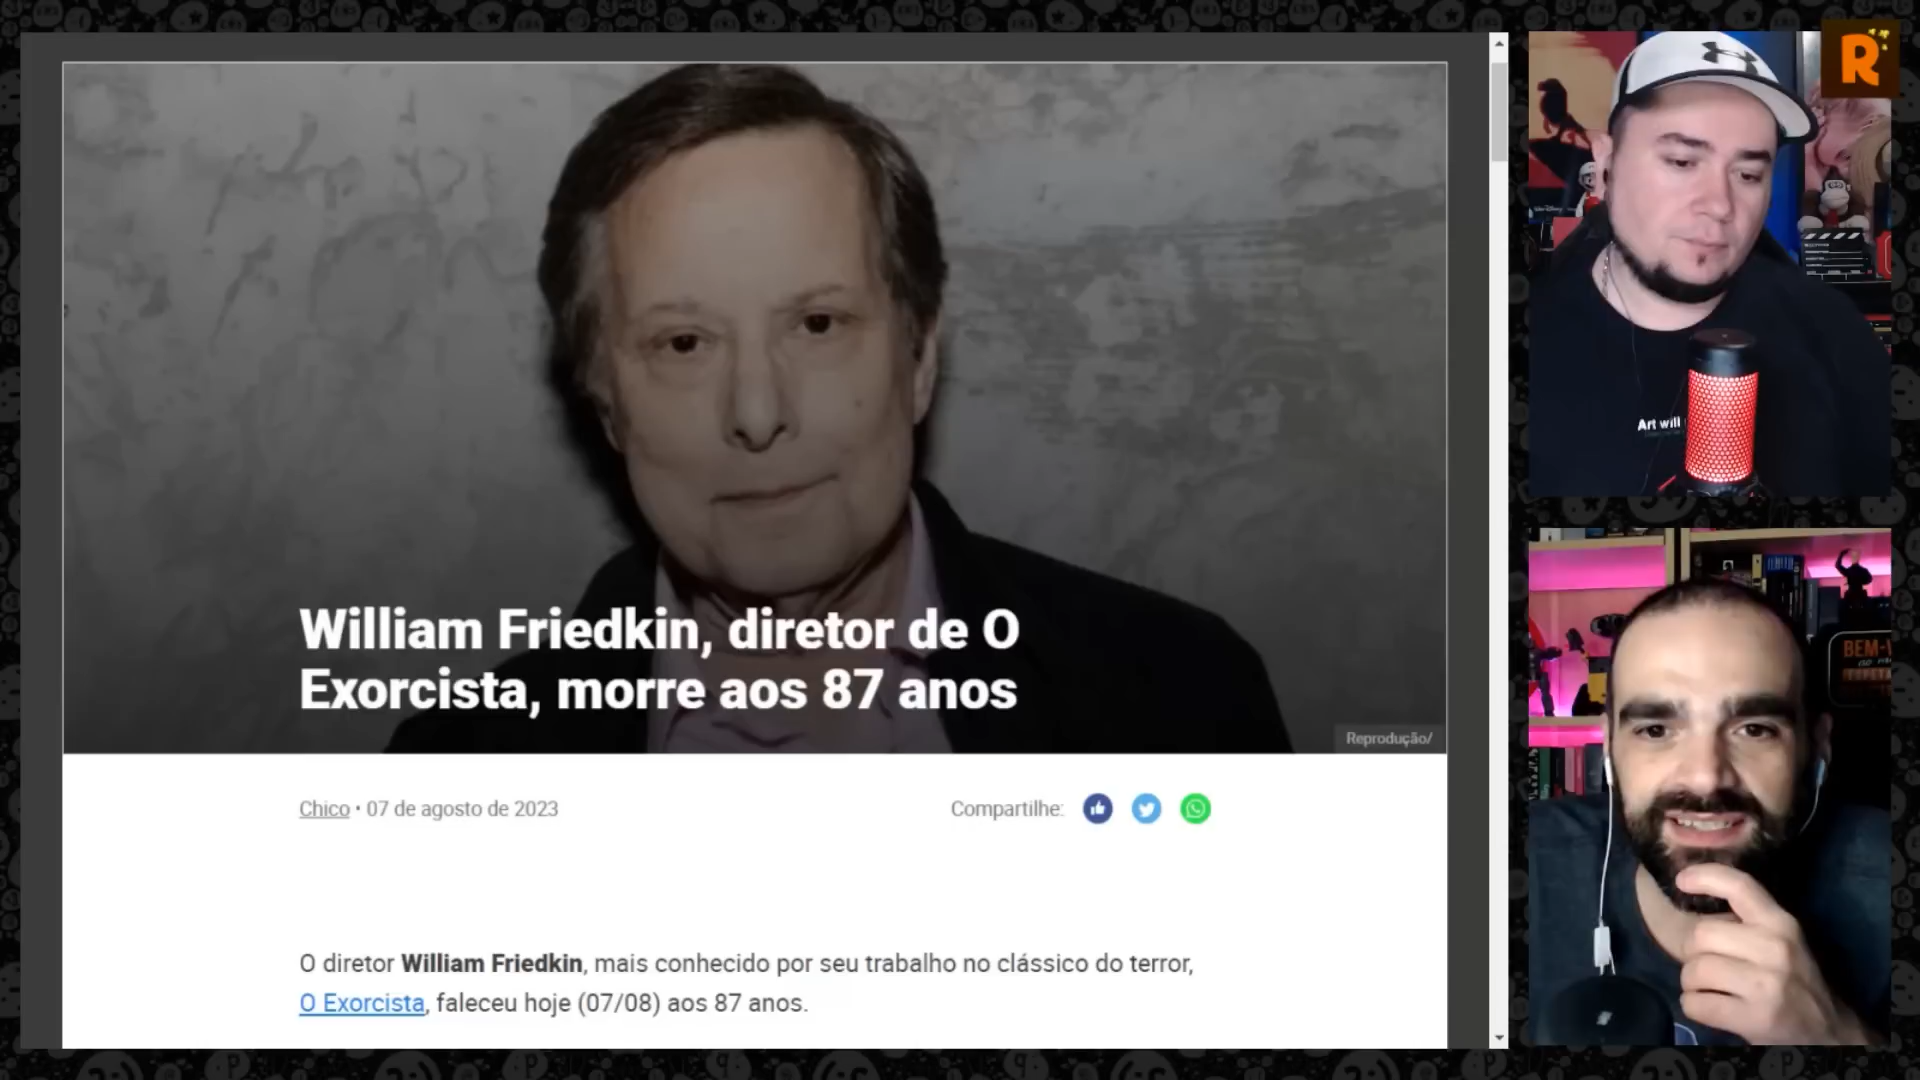 William Friedkin, diretor de O
Exorcista, morre aos 87 anos
Reprodução/
Chico • 07 de agosto de 2023
Compartilhe:
O diretor William Friedkin, mais conhecido por seu trabalho no clássico do terror,
O Exorcista, faleceu hoje (07/08) aos 87 anos.
R
Art will
BEM-V